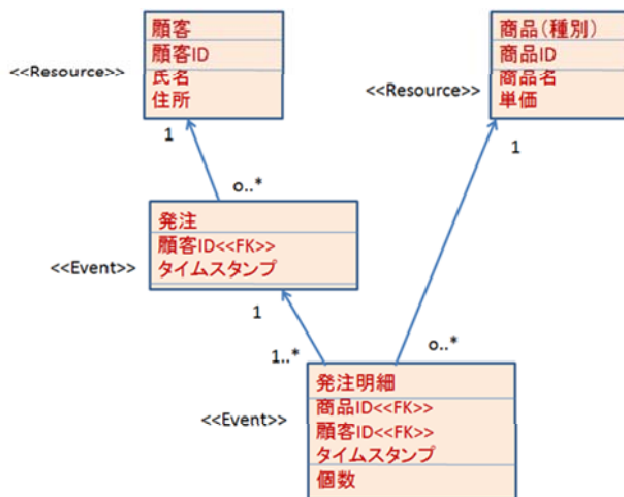 顧客
顧客ID
氏名
住所
<<Resource>>
商品(種別)
商品ID
商品名
単価
<<Resource>>
1
1
o..*
発注
顧客ID<<FK>>
タイムスタンプ
<<Event>>
1
1..*
o..*
発注明細
商品ID<<FK>>
顧客ID<<FK>>
タイムスタンプ
個数
<<Event>>